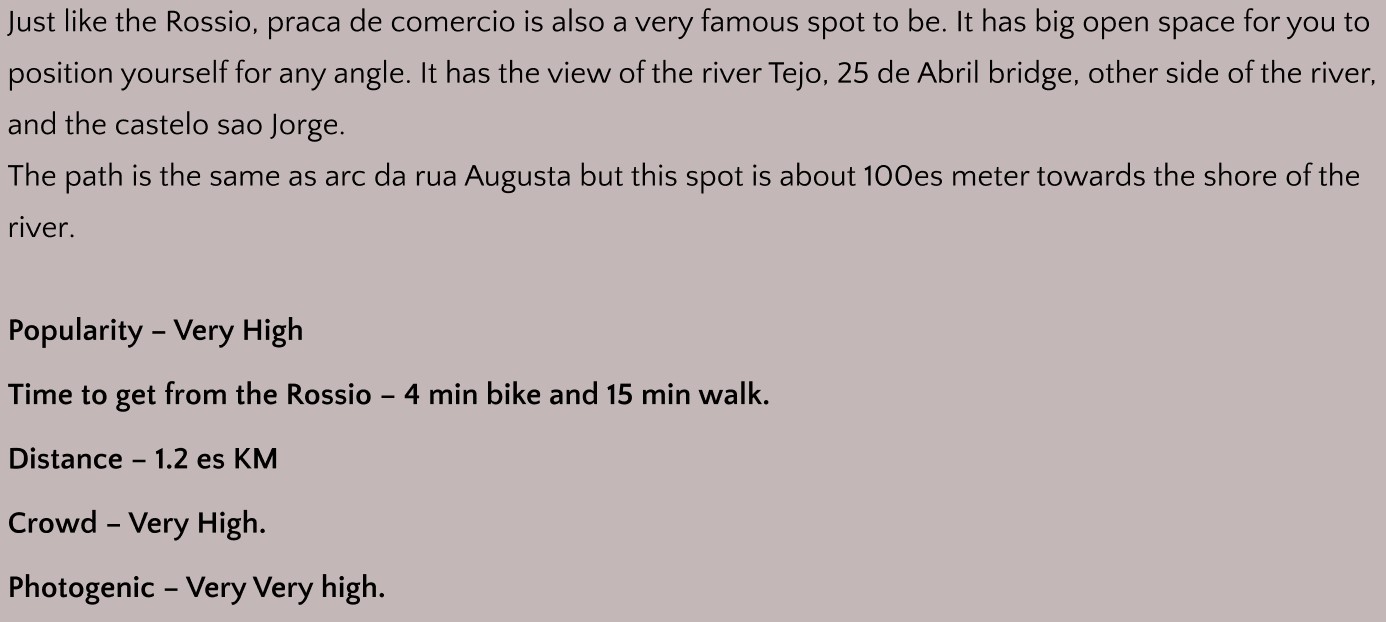 Just like the Rossio, praca de comercio is also a very famous spot to be. It has big open space for you to
position yourself for any angle. It has the view of the river Tejo, 25 de Abril bridge, other side of the river,
and the castelo sao Jorge.
The path is the same as arc da rua Augusta but this spot is about 100es meter towards the shore of the
river.
Popularity – Very High
Time to get from the Rossio – 4 min bike and 15 min walk.
Distance – 1.2 es KM
Crowd – Very High.
Photogenic – Very Very high.